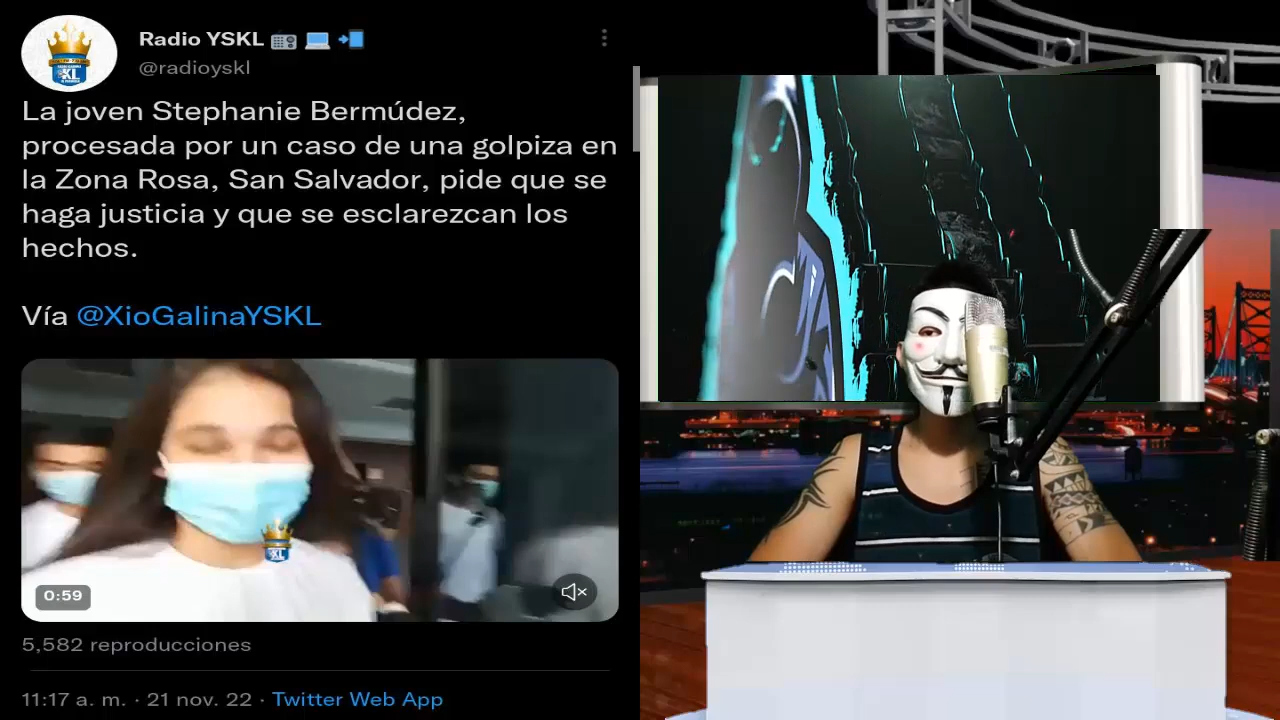 Radio YSKL
@radioyskl
La joven Stephanie Bermúdez,
procesada por un caso de una golpiza en
la Zona Rosa, San Salvador, pide que se
haga justicia y que se esclarezcan los
hechos.
Vía @XioGalinaYSKL
KL
0:59
5,582 reproducciones
11:17 a. m. · 21 nov. 22 · Twitter Web App